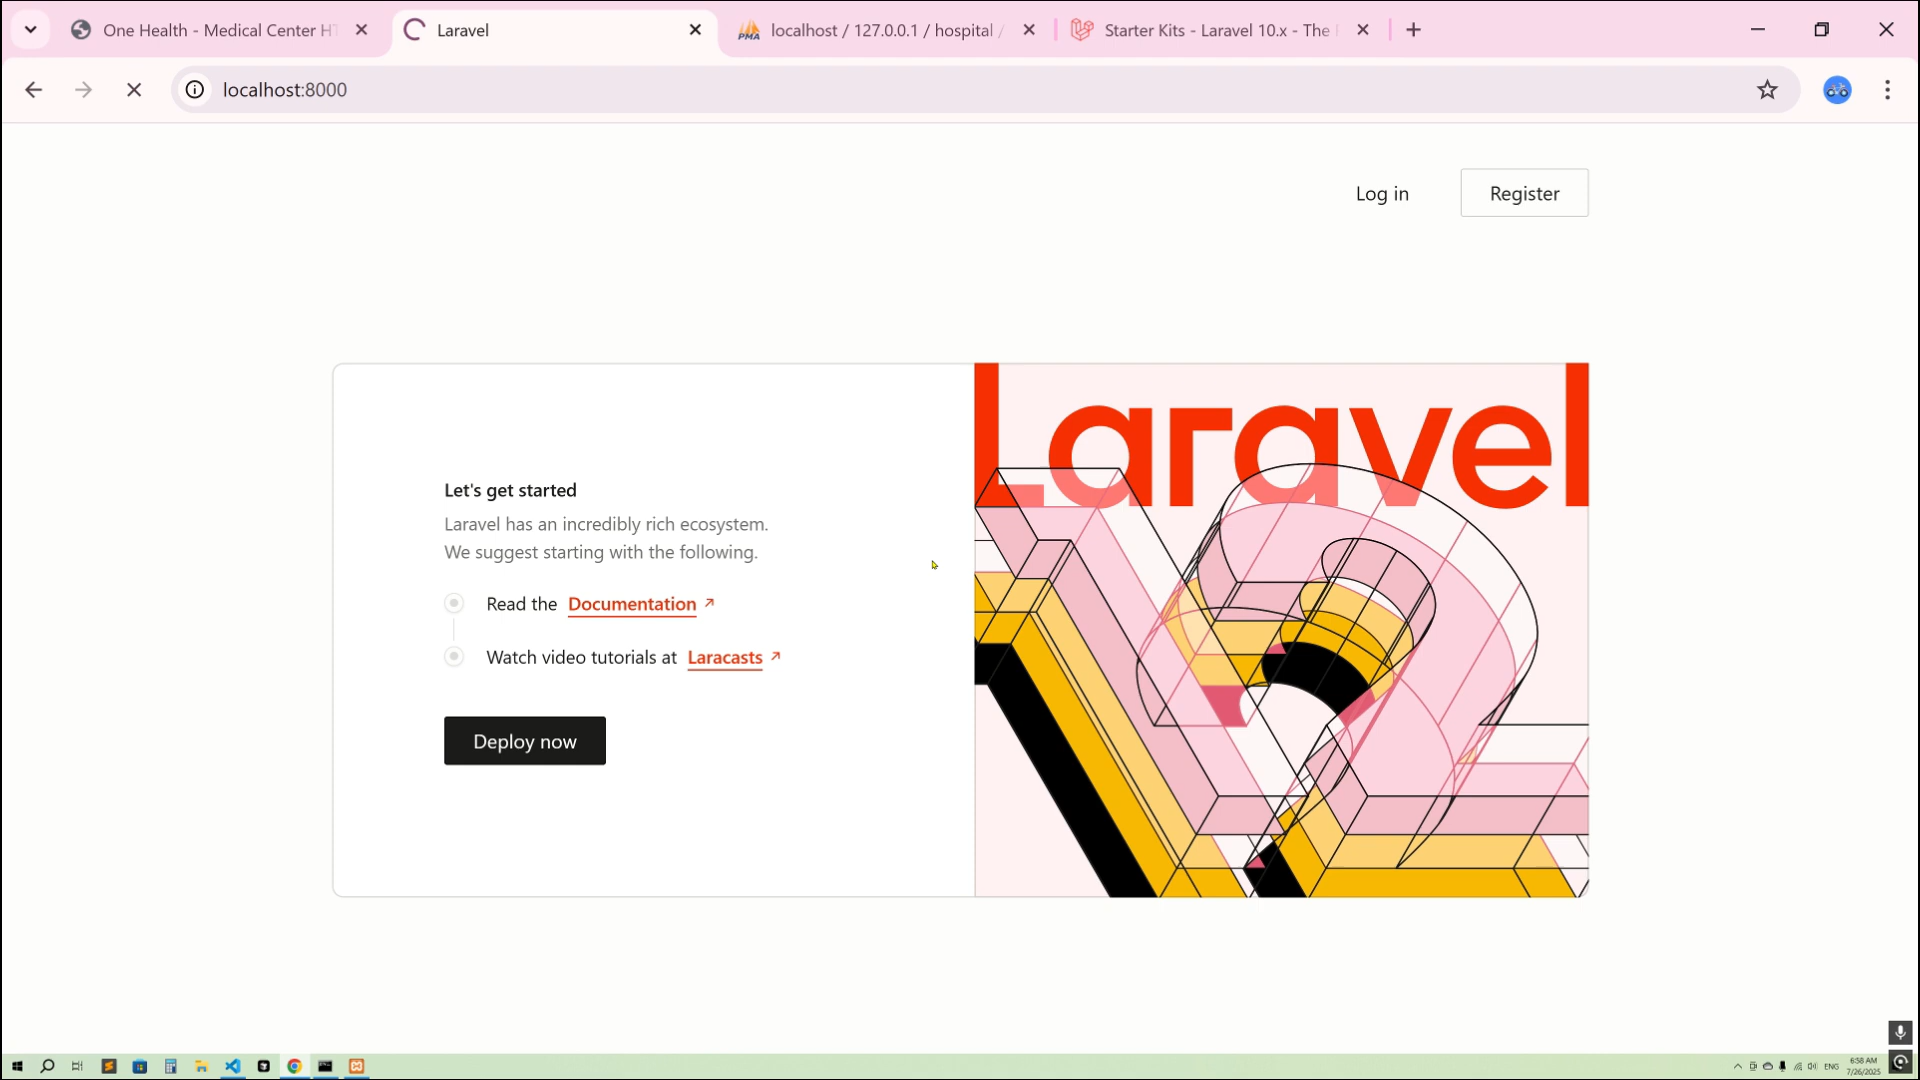 One Health - Medical Center HT
Laravel
localhost / 127.0.0.1 / hospital /
Starter Kits - Laravel 10.x - The
localhost:8000
Log in
Register
Let's get started
Laravel has an incredibly rich ecosystem.
We suggest starting with the following.
Read the Documentation
Watch video tutorials at Laracasts
Deploy now
Laravel
PMA
ENG
6:58 AM
7/26/2025